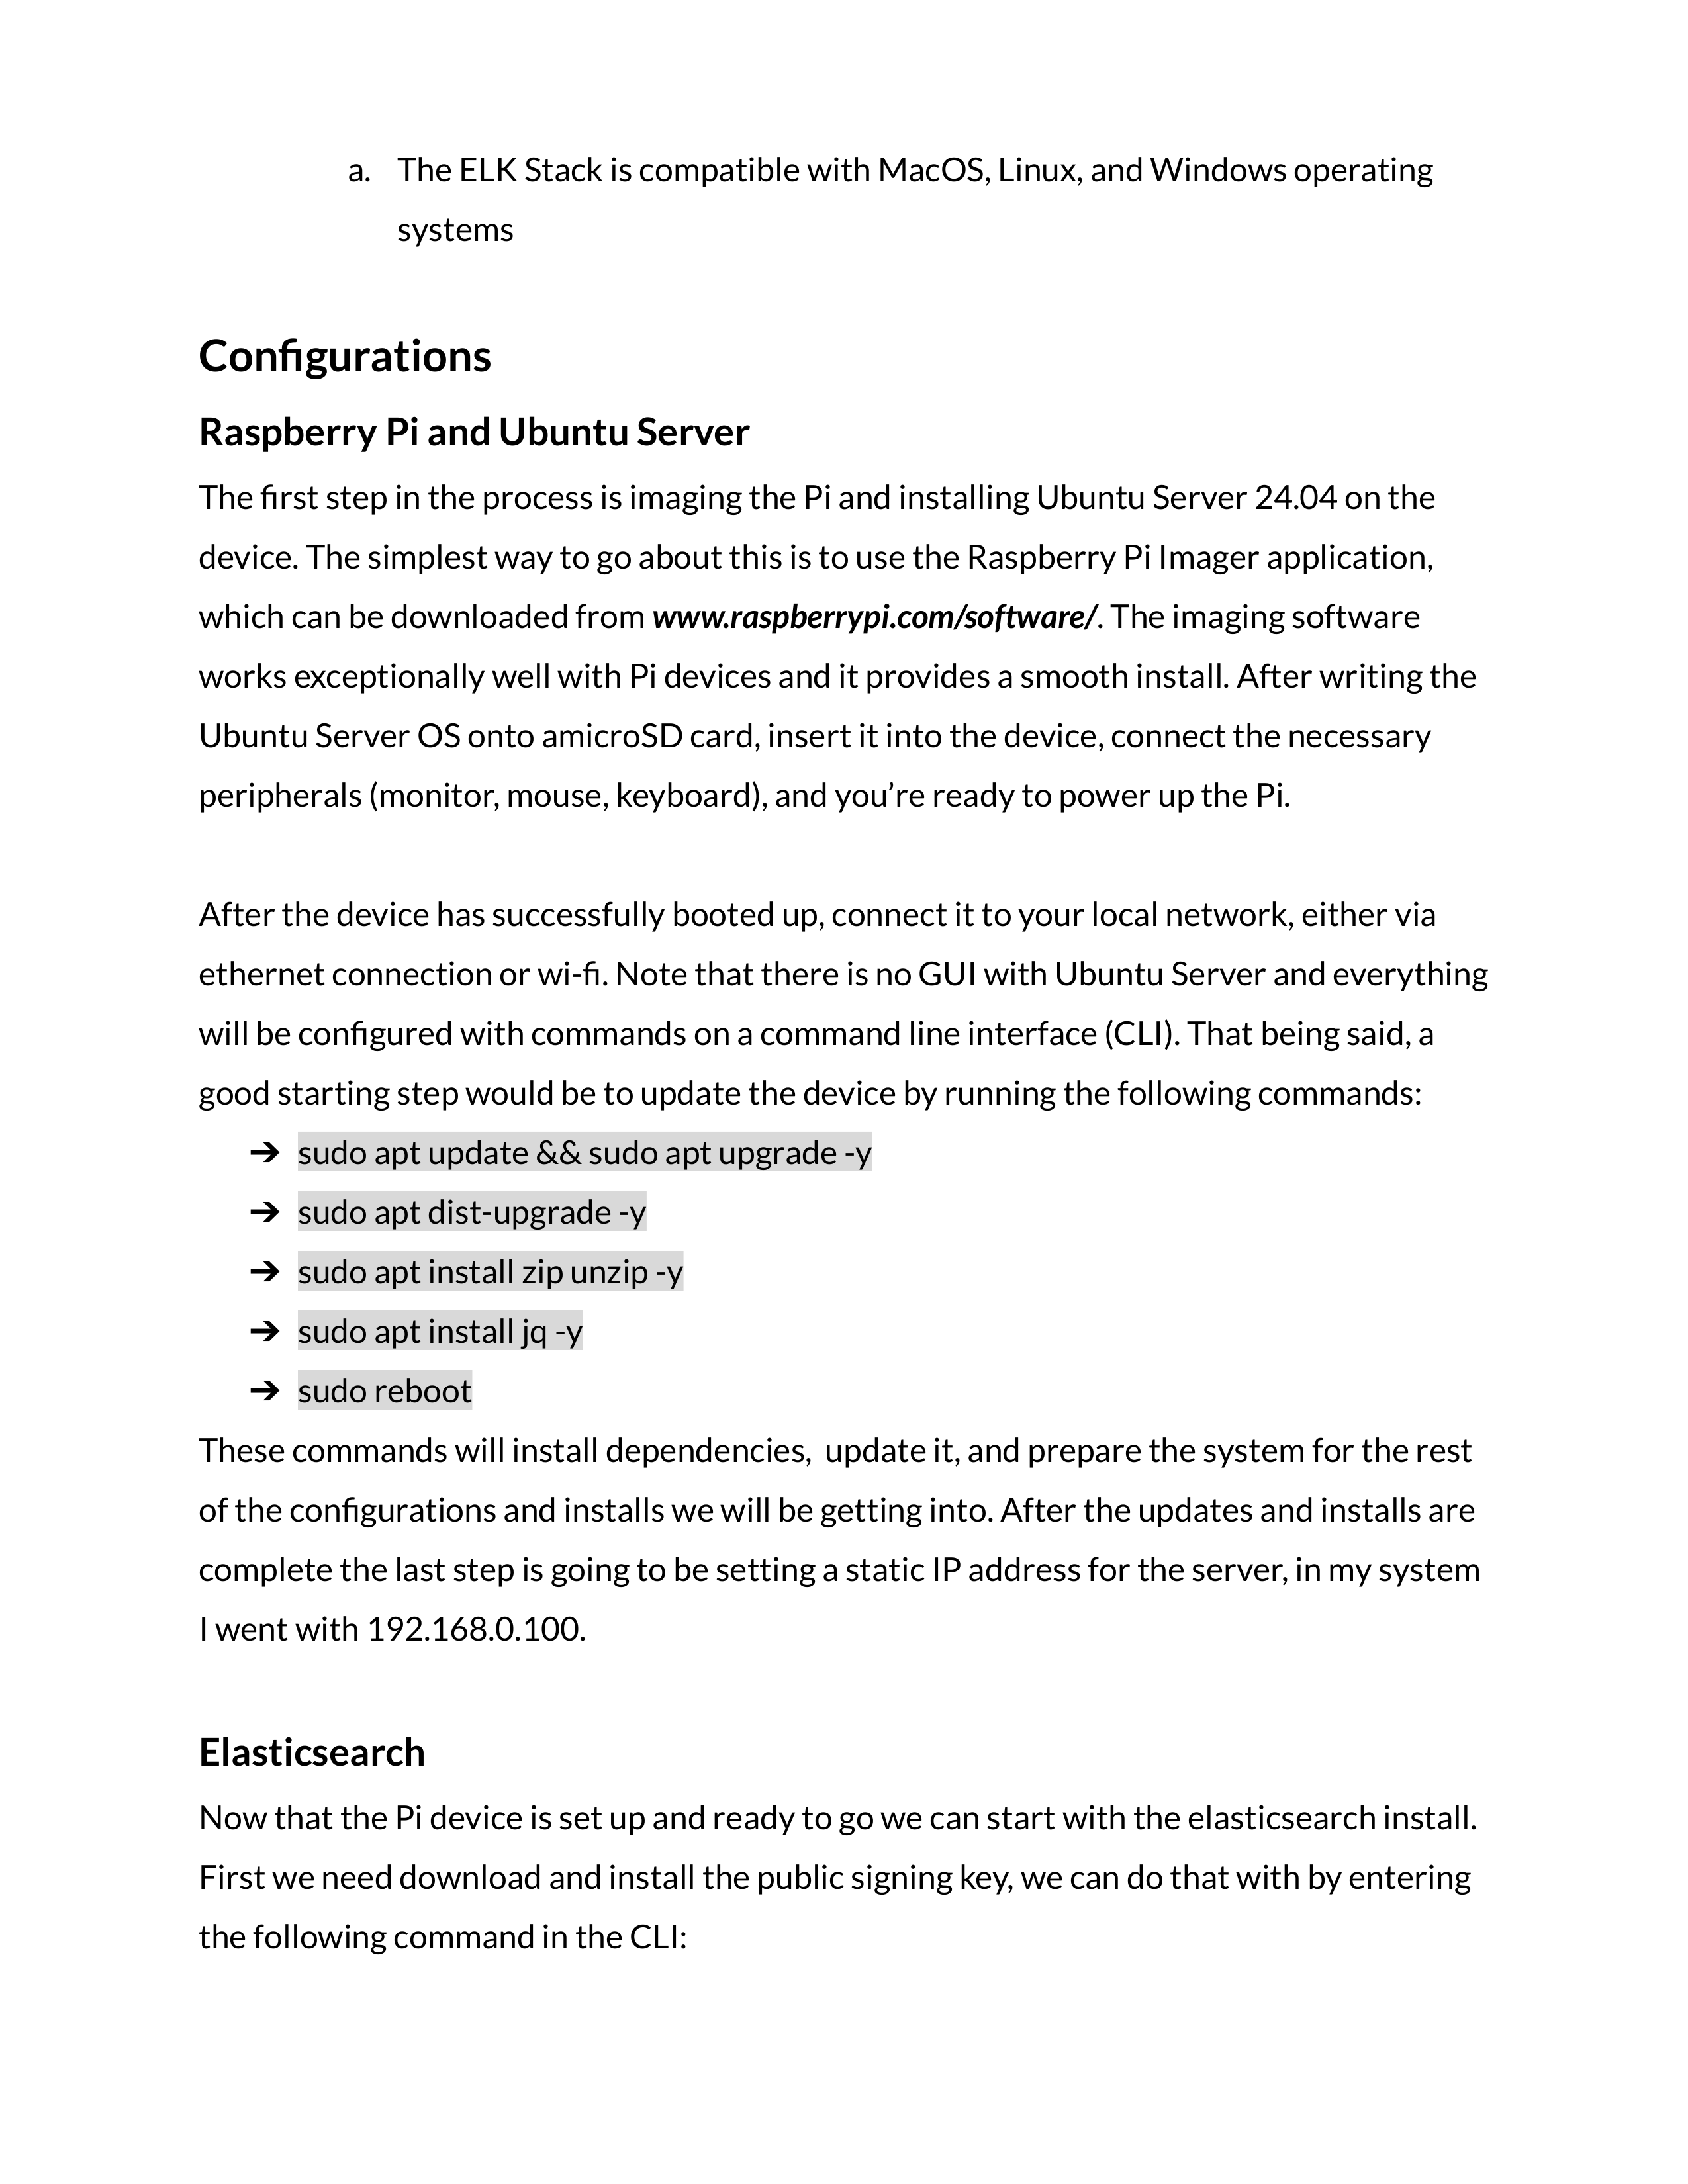 a. The ELK Stack is compatible with MacOS, Linux, and Windows operating
systems
Configurations
Raspberry Pi and Ubuntu Server
The first step in the process is imaging the Pi and installing Ubuntu Server 24.04 on the
device. The simplest way to go about this is to use the Raspberry Pi Imager application,
which can be downloaded from www.raspberrypi.com/software/. The imaging software
works exceptionally well with Pi devices and it provides a smooth install. After writing the
Ubuntu Server OS onto amicroSD card, insert it into the device, connect the necessary
peripherals (monitor, mouse, keyboard), and you’re ready to power up the Pi.
After the device has successfully booted up, connect it to your local network, either via
ethernet connection or wi-fi. Note that there is no GUI with Ubuntu Server and everything
will be configured with commands on a command line interface (CLI). That being said, a
good starting step would be to update the device by running the following commands:
➔ sudo apt update && sudo apt upgrade -y
➔ sudo apt dist-upgrade -y
➔ sudo apt install zip unzip -y
➔ sudo apt install jq -y
➔ sudo reboot
These commands will install dependencies,  update it, and prepare the system for the rest
of the configurations and installs we will be getting into. After the updates and installs are
complete the last step is going to be setting a static IP address for the server, in my system
I went with 192.168.0.100.
Elasticsearch
Now that the Pi device is set up and ready to go we can start with the elasticsearch install.
First we need download and install the public signing key, we can do that with by entering
the following command in the CLI: